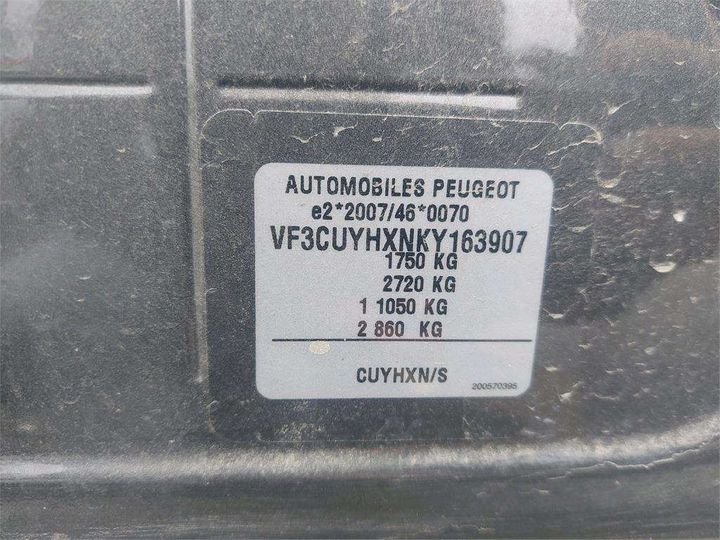 AUTOMOBILES PEUGEOT
e2*2007/46*0070
VF3CUYHXNKY163907
1750 KG
2720 KG
1 1050 KG
2 860 KG
CUYHXN/S
200570395